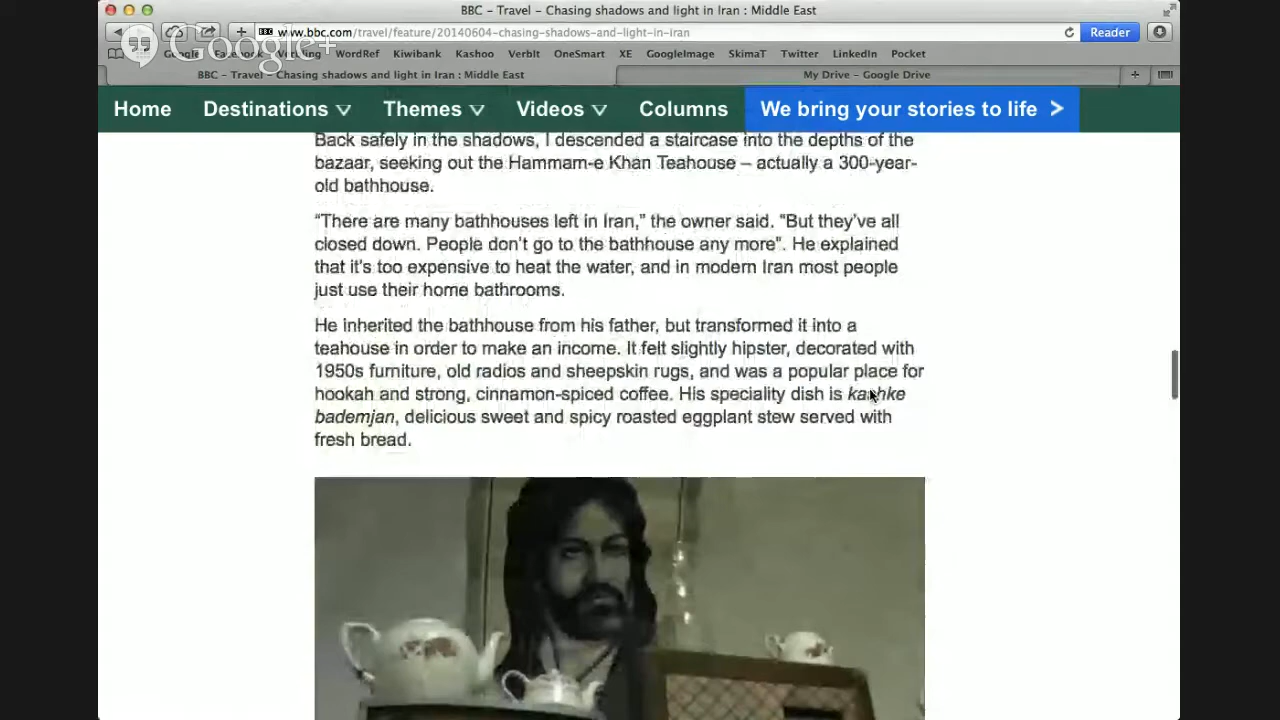 BBC – Travel – Chasing shadows and light in Iran : Middle East
www.bbc.com/travel/feature/20140604-chasing-shadows-and-light-in-iran
Reader
Google+
Google Facebook Wedding WordRef Kiwibank Kashoo Verblt OneSmart XE GoogleImage SkimaT Twitter LinkedIn Pocket
BBC – Travel – Chasing shadows and light in Iran : Middle East
My Drive – Google Drive
Home Destinations Themes Videos Columns We bring your stories to life >
Back safely in the shadows, I descended a staircase into the depths of the
bazaar, seeking out the Hammam-e Khan Teahouse – actually a 300-year-
old bathhouse.
“There are many bathhouses left in Iran,” the owner said. “But they’ve all
closed down. People don’t go to the bathhouse any more”. He explained
that it’s too expensive to heat the water, and in modern Iran most people
just use their home bathrooms.
He inherited the bathhouse from his father, but transformed it into a
teahouse in order to make an income. It felt slightly hipster, decorated with
1950s furniture, old radios and sheepskin rugs, and was a popular place for
hookah and strong, cinnamon-spiced coffee. His speciality dish is kashke
bademjan, delicious sweet and spicy roasted eggplant stew served with
fresh bread.